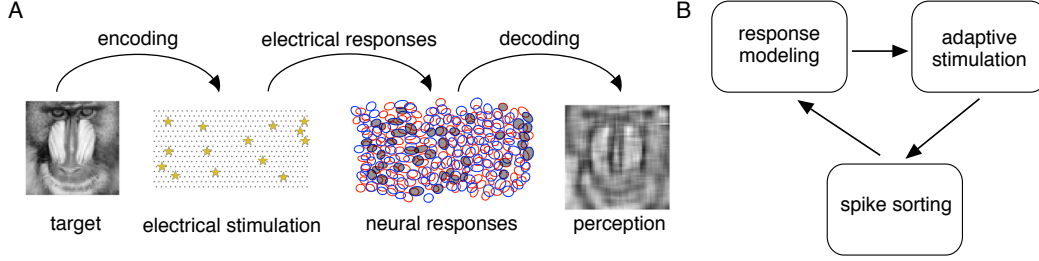 A
encoding
electrical responses
decoding
target
electrical stimulation
neural responses
perception
B
response
modeling
adaptive
stimulation
spike sorting